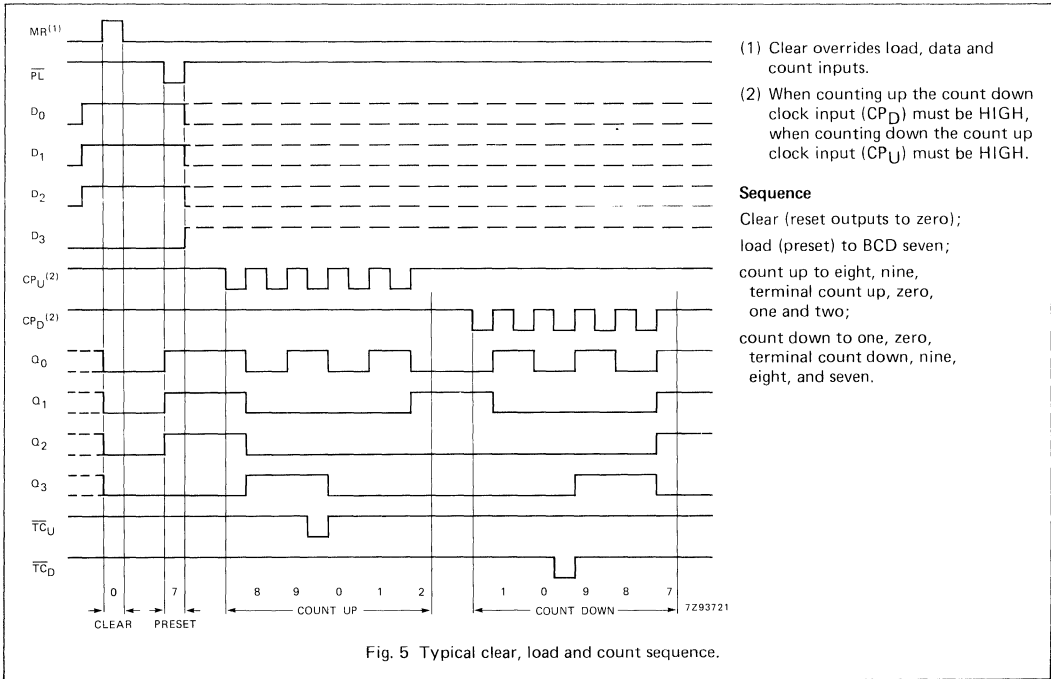 MR(1)
PL
D0
D1
D2
D3
CPU(2)
CPD(2)
Q0
Q1
Q2
Q3
TCU
TCD
0 7 8 9 0 1 2 1 0 9 8 7
CLEAR PRESET COUNT UP COUNT DOWN 7Z93721
(1) Clear overrides load, data and
count inputs.
(2) When counting up the count down
clock input (CPD) must be HIGH,
when counting down the count up
clock input (CPU) must be HIGH.
Sequence
Clear (reset outputs to zero);
load (preset) to BCD seven;
count up to eight, nine,
terminal count up, zero,
one and two;
count down to one, zero,
terminal count down, nine,
eight, and seven.
Fig. 5 Typical clear, load and count sequence.